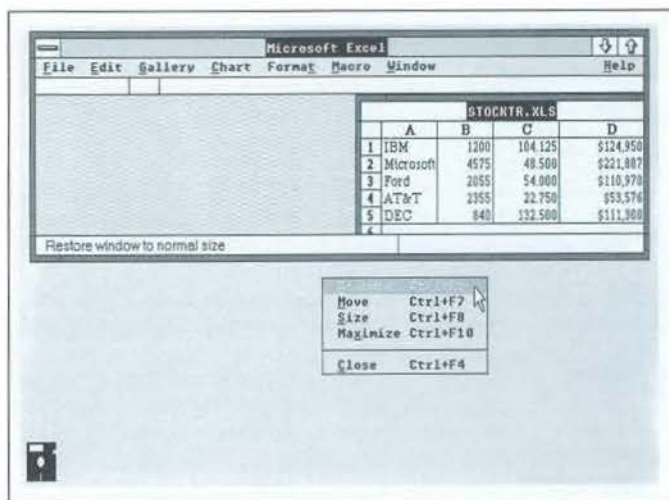 Microsoft Excel
File Edit Gallery Chart Format Macro Window Help
STOCKTR.XLS
A B C D
1 IBM 1200 104.125 $124,950
2 Microsoft 4575 48.500 $221,887
3 Ford 2055 54.000 $110,970
4 AT&T 2355 22.750 $53,576
5 DEC 840 132.500 $111,300
6
Restore window to normal size
Move Ctrl+F7
Size Ctrl+F8
Maximize Ctrl+F10
Close Ctrl+F4